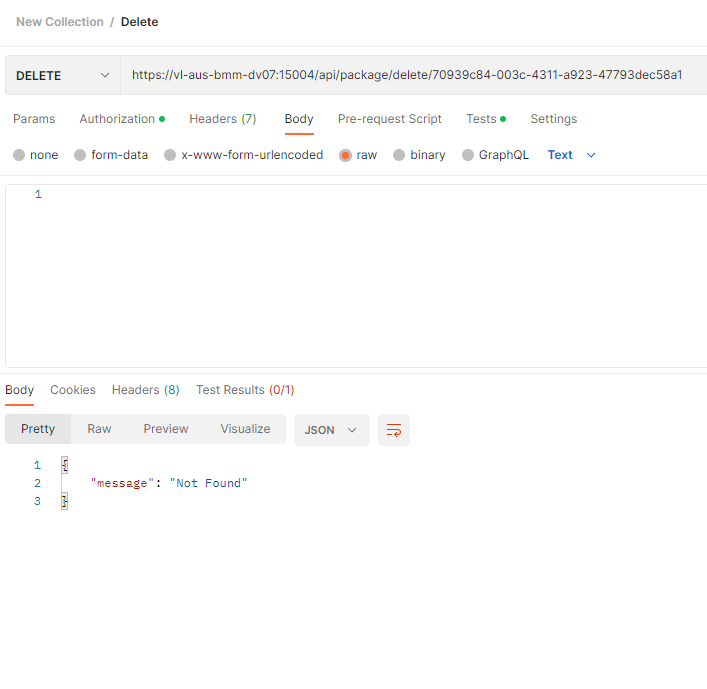 New Collection / Delete
DELETE https://vl-aus-bmm-dv07:15004/api/package/delete/70939c84-003c-4311-a923-47793dec58a1
Params Authorization Headers (7) Body Pre-request Script Tests Settings
none form-data x-www-form-urlencoded raw binary GraphQL Text
1
Body Cookies Headers (8) Test Results (0/1)
Pretty Raw Preview Visualize JSON
1 {
2 "message": "Not Found"
3 }